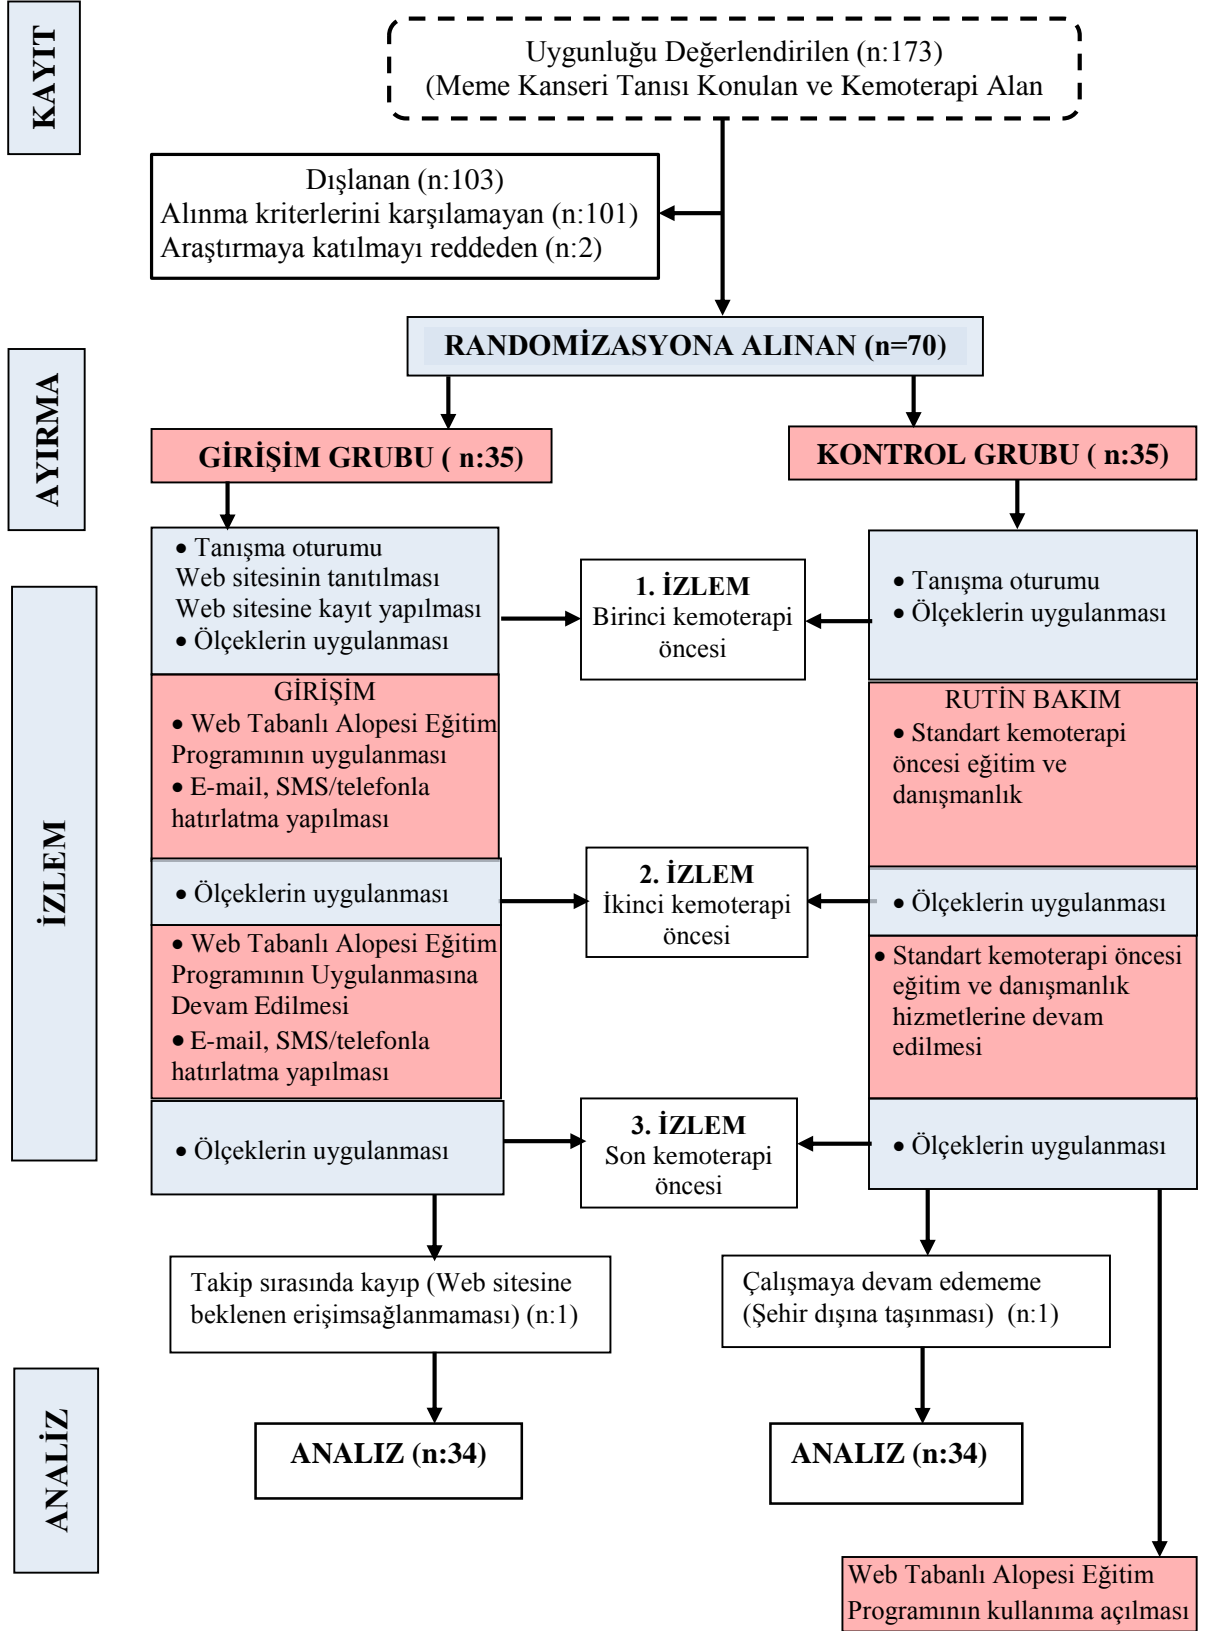 KAYIT
Uygunluğu Değerlendirilen (n:173)
(Meme Kanseri Tanısı Konulan ve Kemoterapi Alan
Dışlanan (n:103)
Alınma kriterlerini karşılamayan (n:101)
Araştırmaya katılmayı reddeden (n:2)
RANDOMİZASYONA ALINAN (n=70)
AYIRMA
GİRİŞİM GRUBU ( n:35)
KONTROL GRUBU ( n:35)
İZLEM
• Tanışma oturumu
Web sitesinin tanıtılması
Web sitesine kayıt yapılması
• Ölçeklerin uygulanması
1. İZLEM
Birinci kemoterapi
öncesi
• Tanışma oturumu
• Ölçeklerin uygulanması
GİRİŞİM
• Web Tabanlı Alopesi Eğitim
Programının uygulanması
• E-mail, SMS/telefonla
hatırlatma yapılması
RUTİN BAKIM
• Standart kemoterapi
öncesi eğitim ve
danışmanlık
• Ölçeklerin uygulanması
2. İZLEM
İkinci kemoterapi
öncesi
• Ölçeklerin uygulanması
• Web Tabanlı Alopesi Eğitim
Programının Uygulanmasına
Devam Edilmesi
• E-mail, SMS/telefonla
hatırlatma yapılması
• Standart kemoterapi öncesi
eğitim ve danışmanlık
hizmetlerine devam
edilmesi
• Ölçeklerin uygulanması
3. İZLEM
Son kemoterapi
öncesi
• Ölçeklerin uygulanması
Takip sırasında kayıp (Web sitesine
beklenen erişimsağlanmaması) (n:1)
Çalışmaya devam edememe
(Şehir dışına taşınması) (n:1)
ANALİZ
ANALIZ (n:34)
ANALIZ (n:34)
Web Tabanlı Alopesi Eğitim
Programının kullanıma açılması